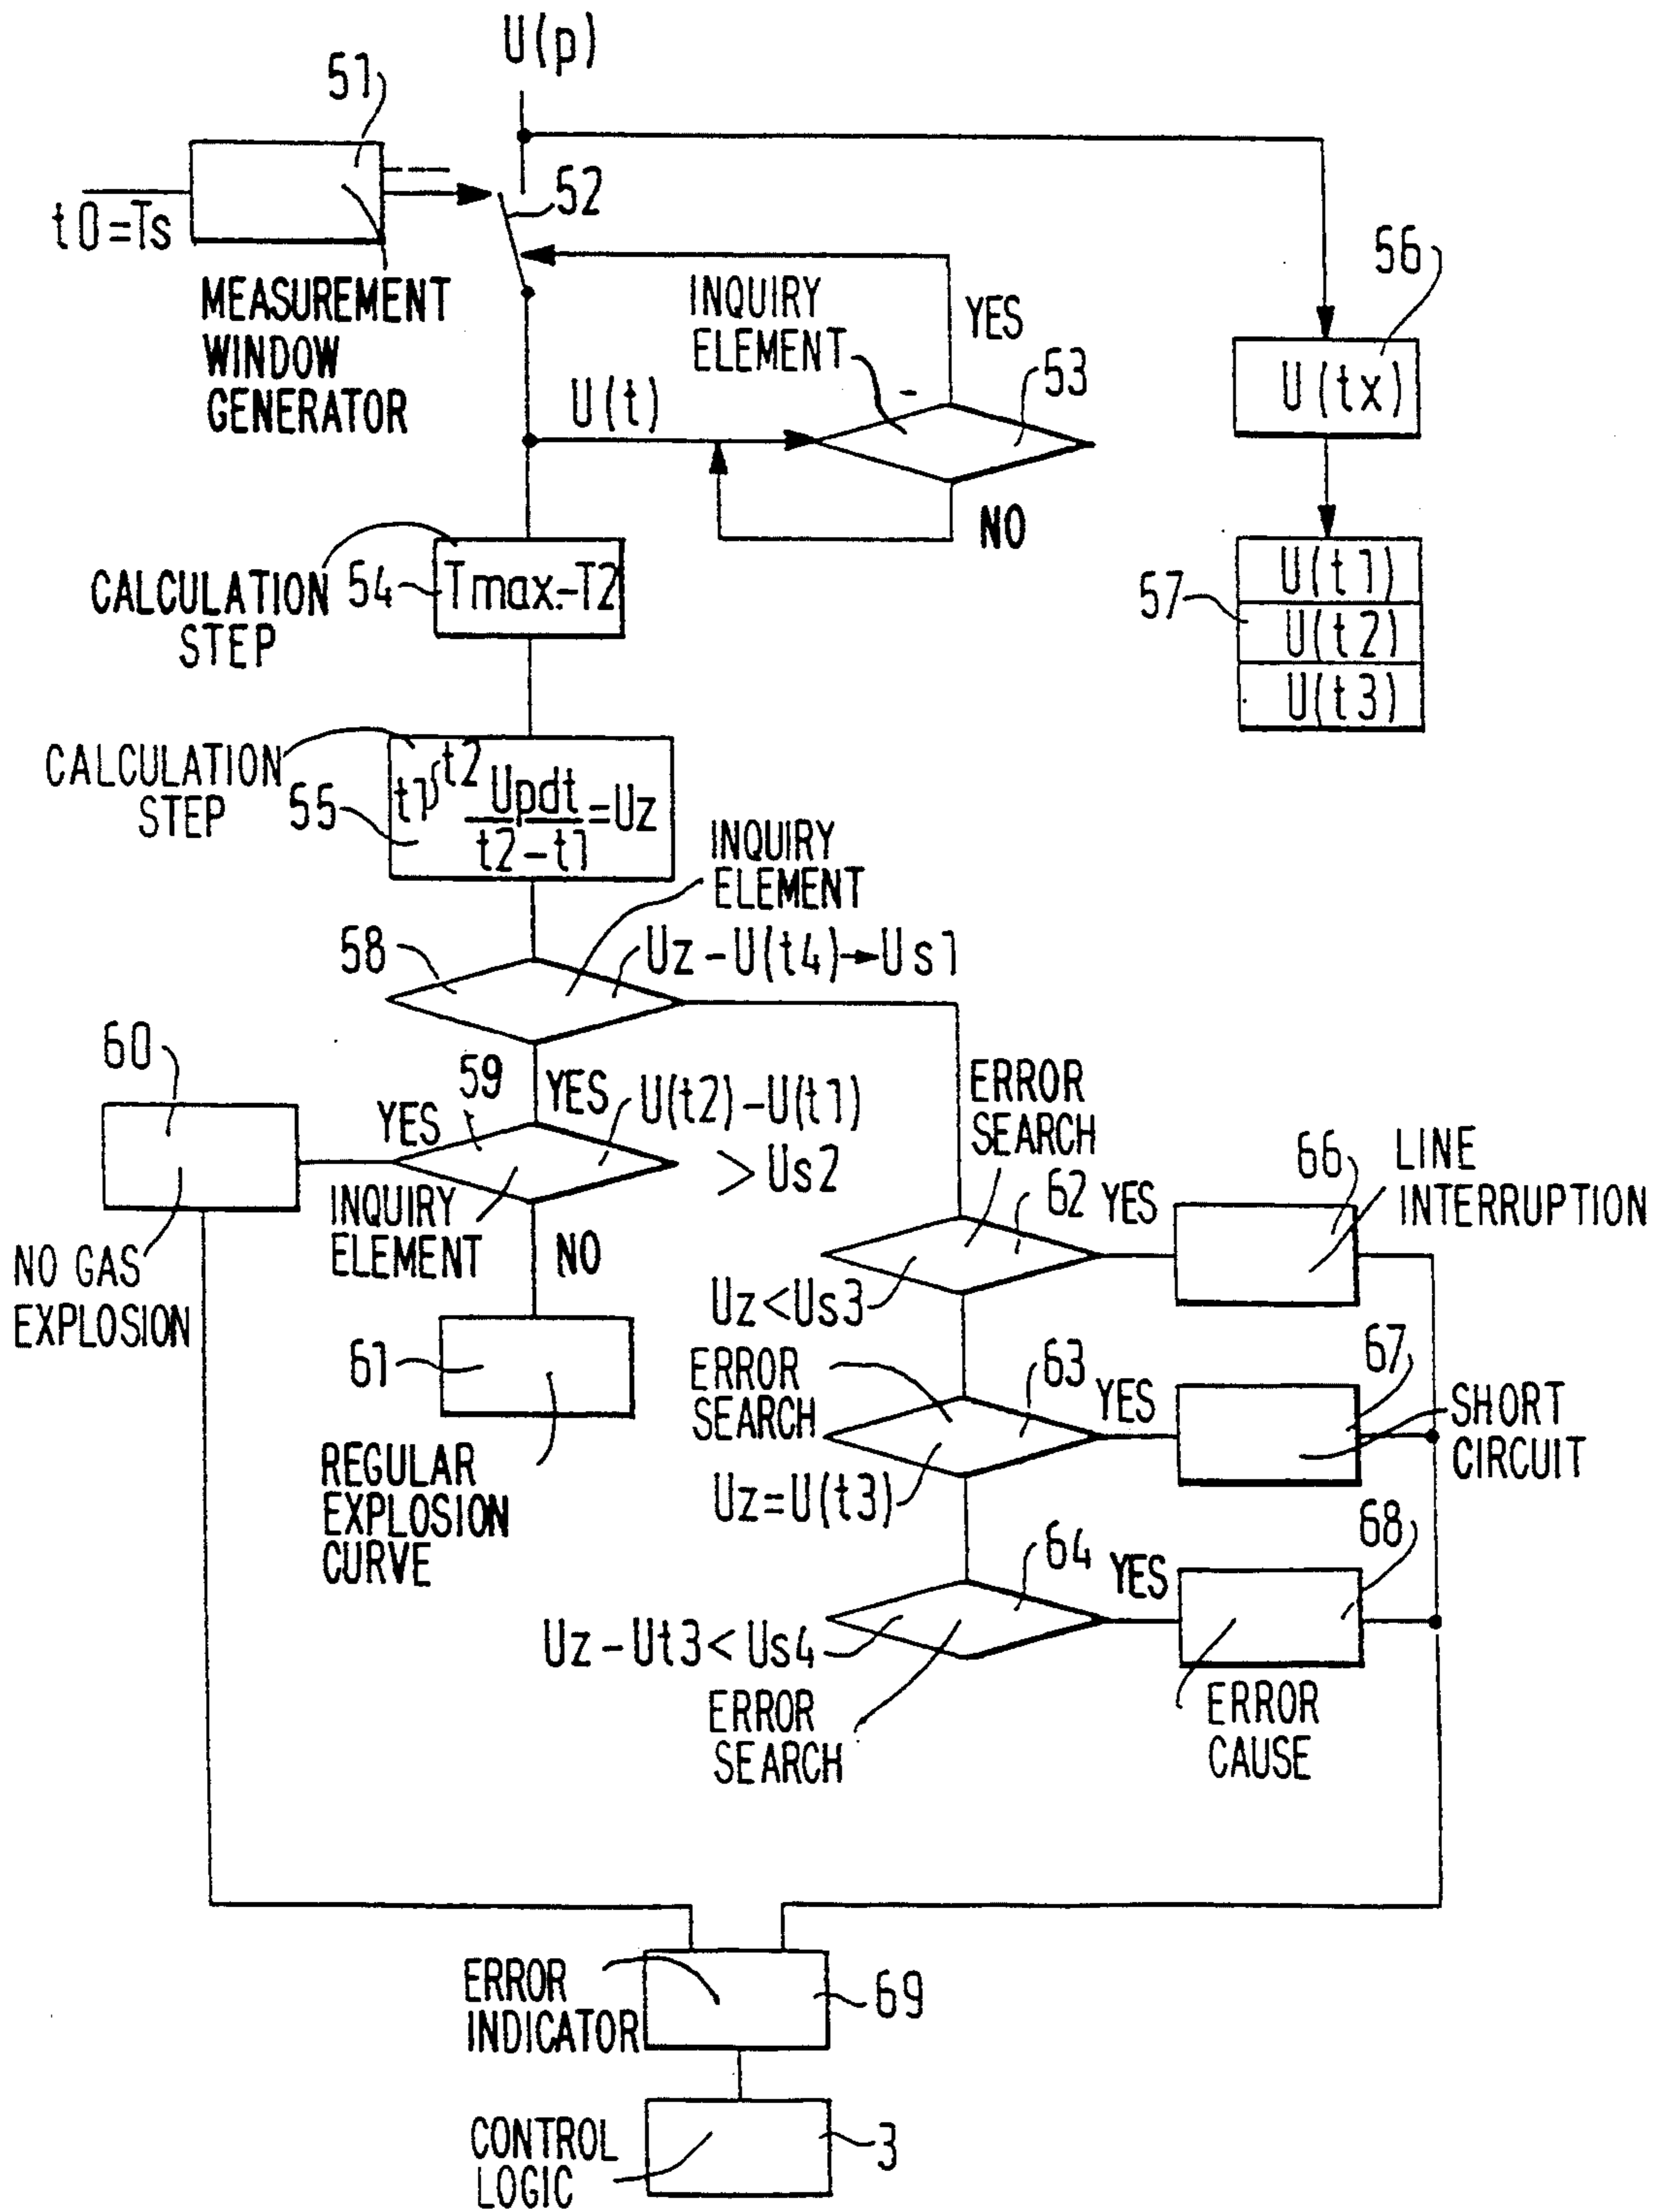 U(p)
51
52
t0=Ts
MEASUREMENT
WINDOW
GENERATOR
INQUIRY
ELEMENT
YES
53
56
U(tx)
U(t)
NO
CALCULATION
STEP
54
Tmax.-T2
57
U(t1)
U(t2)
U(t3)
CALCULATION
STEP
55
t1∫t2 Updt
t2-t1
=Uz
INQUIRY
ELEMENT
58
Uz-U(t4)→Us1
60
59
YES
YES
U(t2)-U(t1)
>Us2
INQUIRY
ELEMENT
NO
NO GAS
EXPLOSION
61
REGULAR
EXPLOSION
CURVE
ERROR
SEARCH
62
YES
66
LINE
INTERRUPTION
Uz<Us3
ERROR
SEARCH
63
YES
67
SHORT
CIRCUIT
Uz=U(t3)
64
YES
68
Uz-Ut3<Us4
ERROR
SEARCH
ERROR
CAUSE
ERROR
INDICATOR
69
CONTROL
LOGIC
3